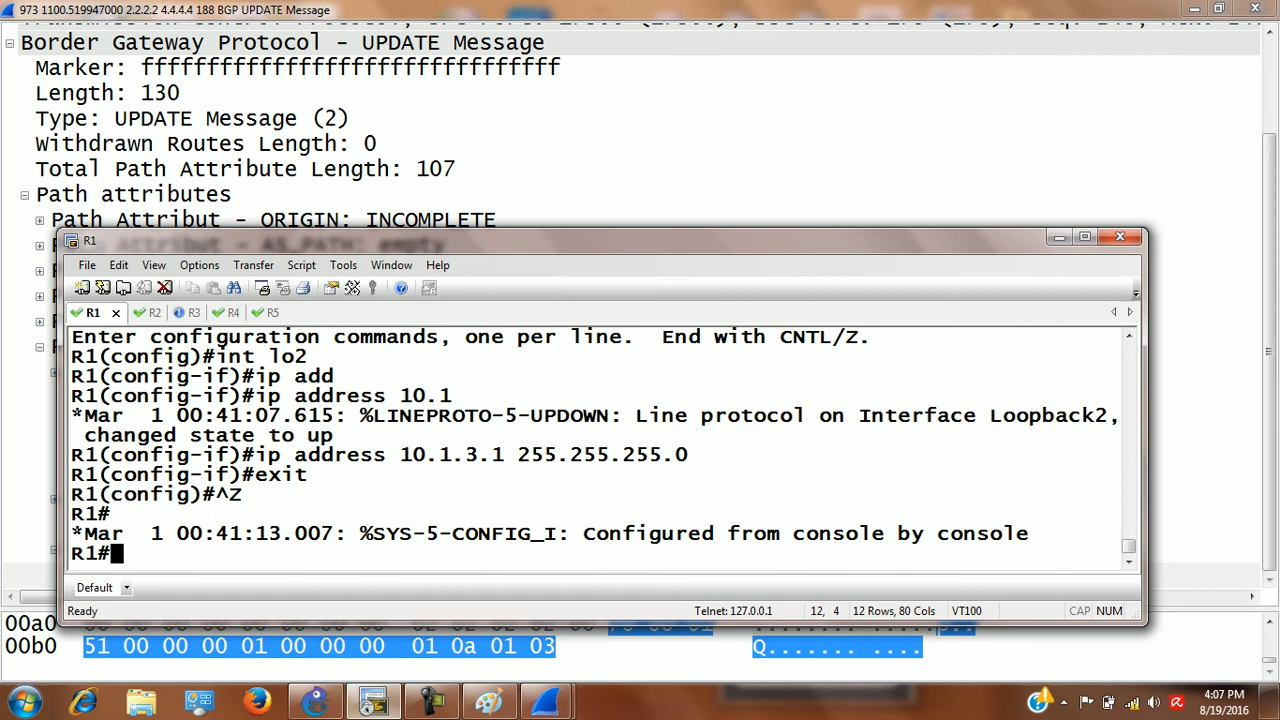 973 1100.519947000 2.2.2.2 4.4.4.4 188 BGP UPDATE Message
Border Gateway Protocol - UPDATE Message
Marker: ffffffffffffffffffffffffffffffff
Length: 130
Type: UPDATE Message (2)
Withdrawn Routes Length: 0
Total Path Attribute Length: 107
Path attributes
Path Attribut - ORIGIN: INCOMPLETE
AS_PATH: empty
R1
File Edit View Options Transfer Script Tools Window Help
R1 R2 R3 R4 R5
Enter configuration commands, one per line.  End with CNTL/Z.
R1(config)#int lo2
R1(config-if)#ip add
R1(config-if)#ip address 10.1
*Mar  1 00:41:07.615: %LINEPROTO-5-UPDOWN: Line protocol on Interface Loopback2,
changed state to up
R1(config-if)#ip address 10.1.3.1 255.255.255.0
R1(config-if)#exit
R1(config)#^Z
R1#
*Mar  1 00:41:13.007: %SYS-5-CONFIG_I: Configured from console by console
R1#
Default
Ready Telnet: 127.0.0.1 12, 4 12 Rows, 80 Cols VT100 CAP NUM
00a0
00b0 51 00 00 00 01 00 00 00 01 0a 01 03 Q....... ....
4:07 PM
8/19/2016